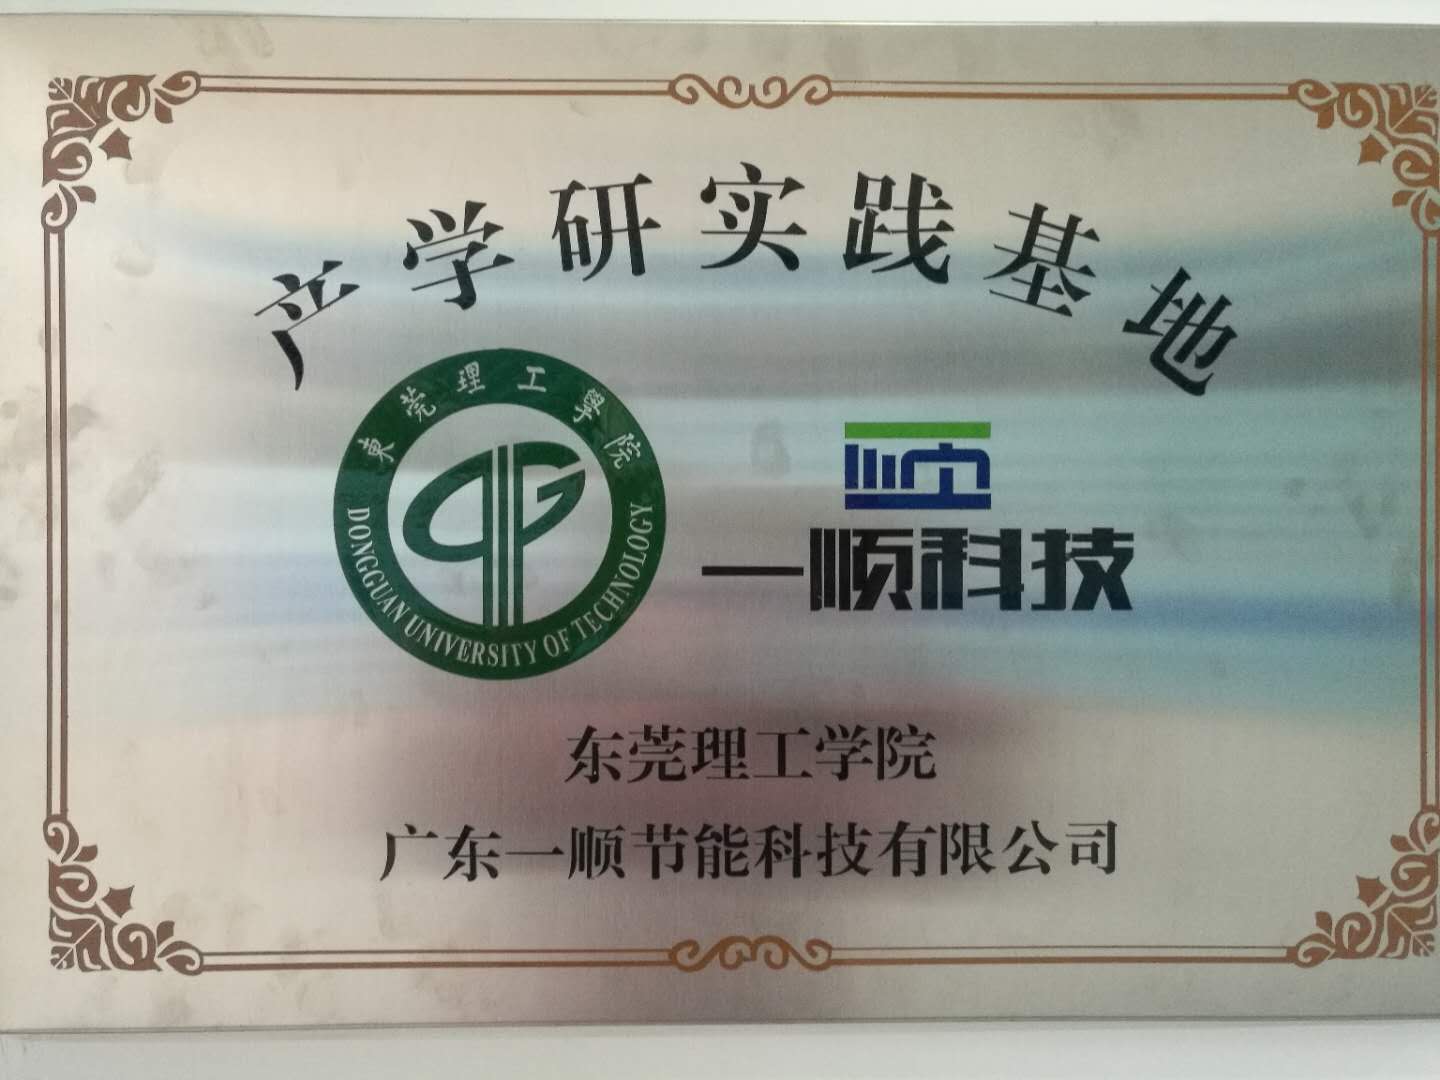 产学研实践基地
東莞理工學院
DONGGUAN UNIVERSITY OF TECHNOLOGY
一顺科技
东莞理工学院
广东一顺节能科技有限公司